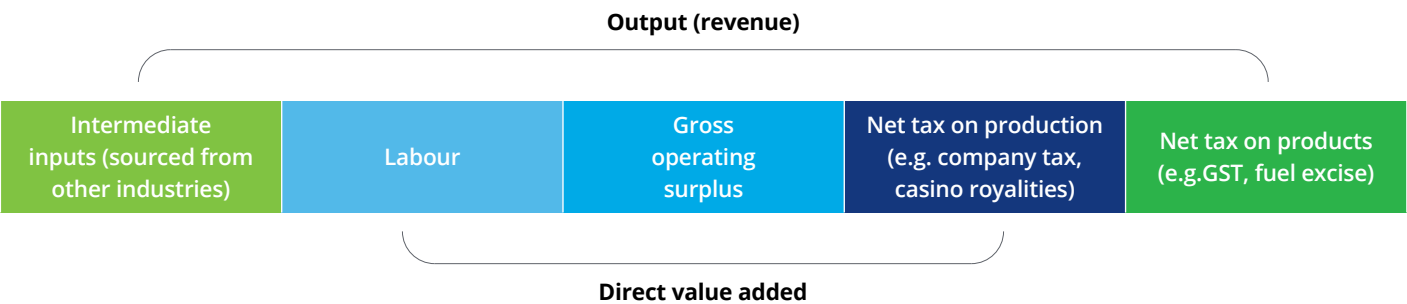 Output (revenue)
Intermediate
inputs (sourced from
other industries)
Labour
Gross
operating
surplus
Net tax on production
(e.g. company tax,
casino royalities)
Net tax on products
(e.g.GST, fuel excise)
Direct value added